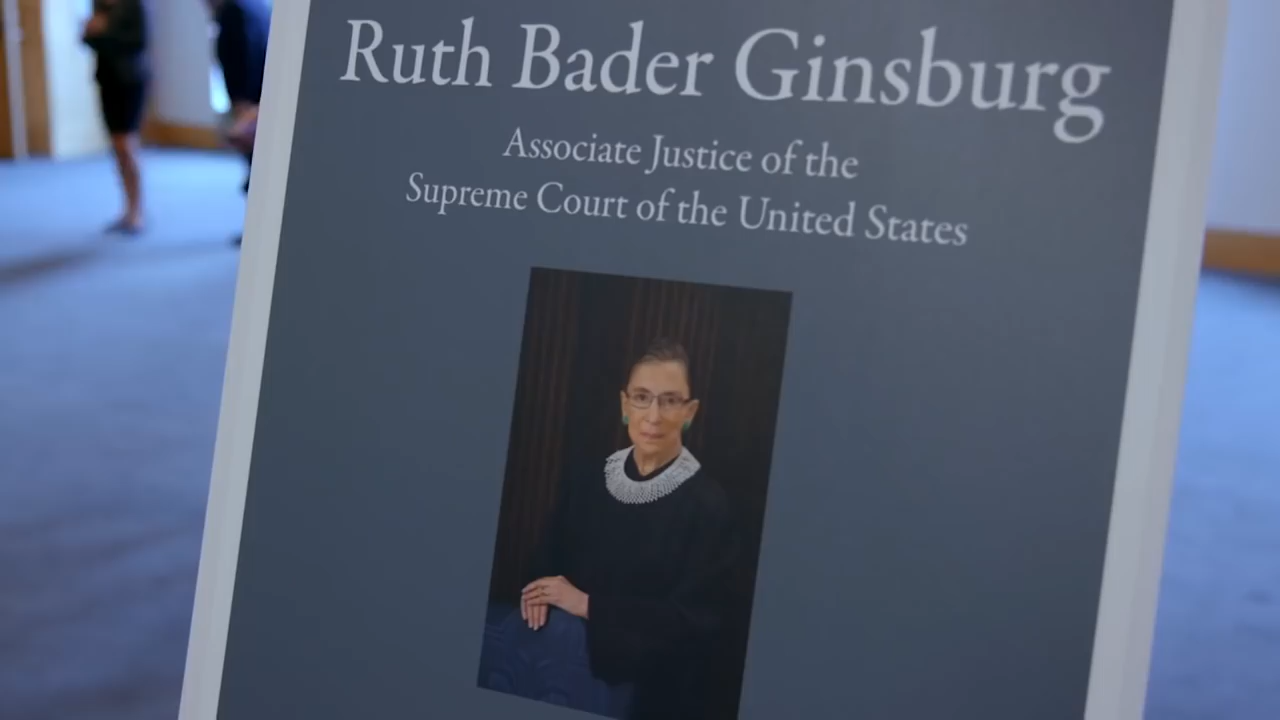 Ruth Bader Ginsburg
Associate Justice of the
Supreme Court of the United States